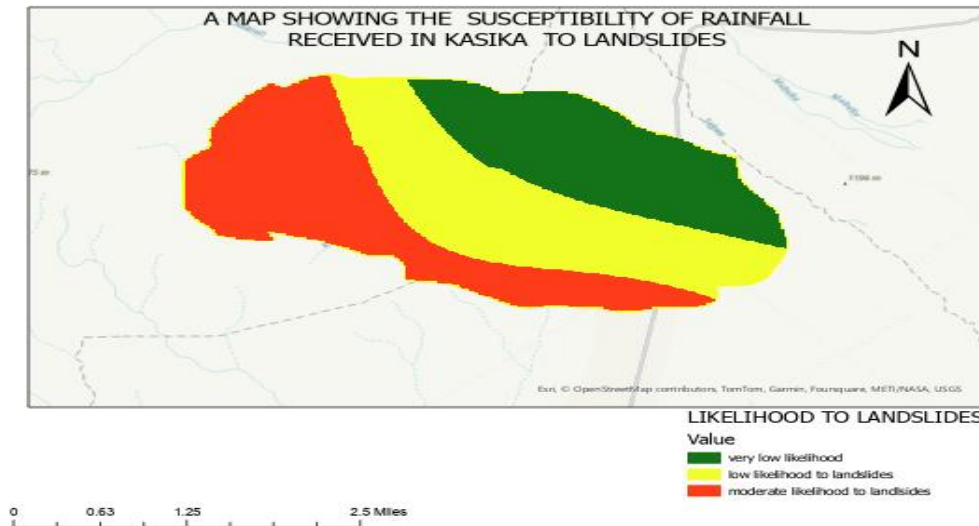 A MAP SHOWING THE SUSCEPTIBILITY OF RAINFALL
RECEIVED IN KASIKA TO LANDSLIDES
N
75 m
1198 m
Esri, © OpenStreetMap contributors, TomTom, Garmin, Foursquare, METI/NASA, USGS
LIKELIHOOD TO LANDSLIDES
Value
very low likelihood
low likelihood to landslides
moderate likelihood to landlsides
0 0.63 1.25 2.5 Miles